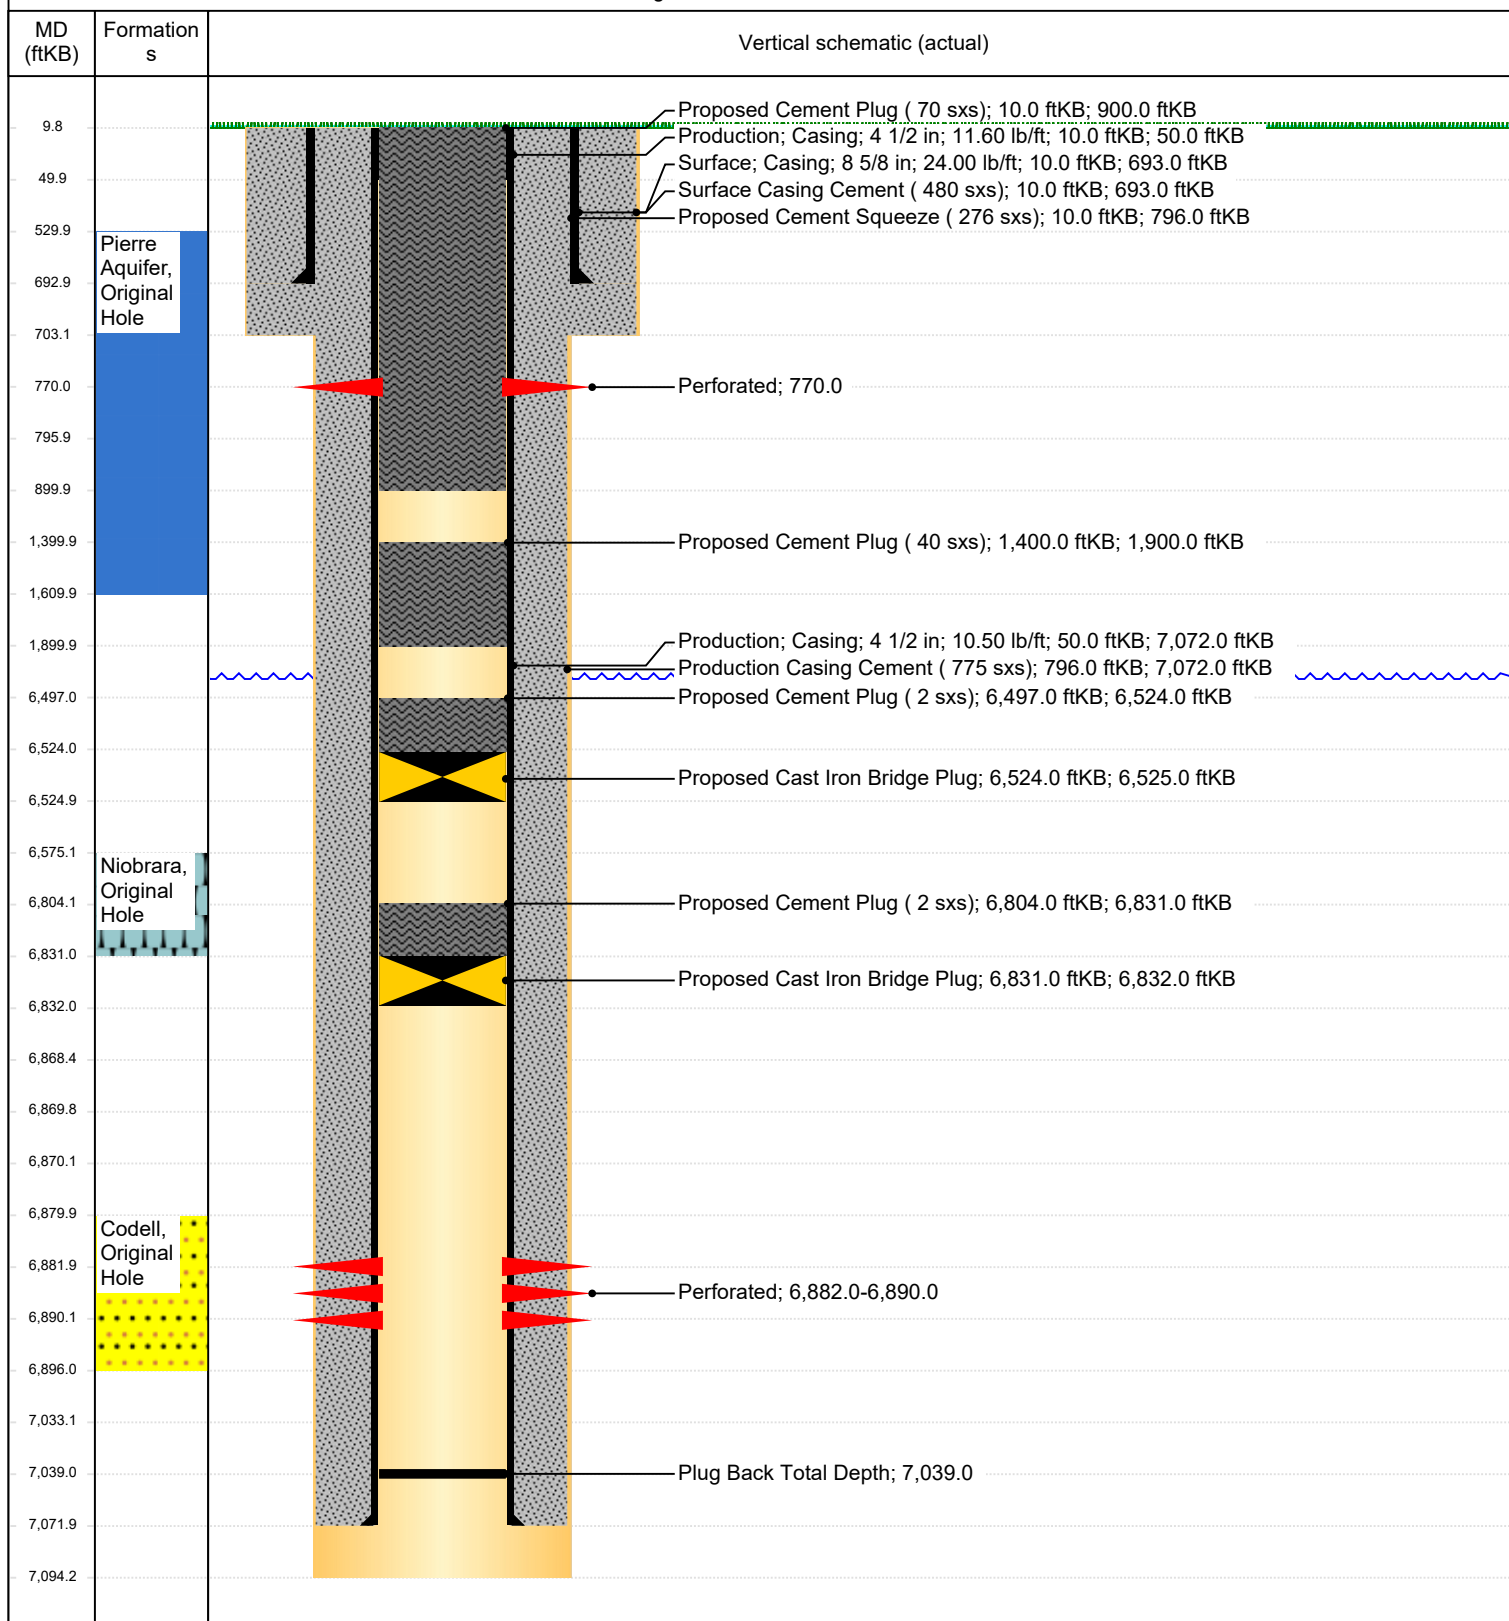 MD
(ftKB)
Formation
s
Vertical schematic (actual)
9.8
49.9
529.9
692.9
703.1
770.0
795.9
899.9
1,399.9
1,609.9
1,899.9
6,497.0
6,524.0
6,524.9
6,575.1
6,804.1
6,831.0
6,832.0
6,868.4
6,869.8
6,870.1
6,879.9
6,881.9
6,890.1
6,896.0
7,033.1
7,039.0
7,071.9
7,094.2
Pierre
Aquifer,
Original
Hole
Niobrara,
Original
Hole
Codell,
Original
Hole
Proposed Cement Plug ( 70 sxs); 10.0 ftKB; 900.0 ftKB
Production; Casing; 4 1/2 in; 11.60 lb/ft; 10.0 ftKB; 50.0 ftKB
Surface; Casing; 8 5/8 in; 24.00 lb/ft; 10.0 ftKB; 693.0 ftKB
Surface Casing Cement ( 480 sxs); 10.0 ftKB; 693.0 ftKB
Proposed Cement Squeeze ( 276 sxs); 10.0 ftKB; 796.0 ftKB
Perforated; 770.0
Proposed Cement Plug ( 40 sxs); 1,400.0 ftKB; 1,900.0 ftKB
Production; Casing; 4 1/2 in; 10.50 lb/ft; 50.0 ftKB; 7,072.0 ftKB
Production Casing Cement ( 775 sxs); 796.0 ftKB; 7,072.0 ftKB
Proposed Cement Plug ( 2 sxs); 6,497.0 ftKB; 6,524.0 ftKB
Proposed Cast Iron Bridge Plug; 6,524.0 ftKB; 6,525.0 ftKB
Proposed Cement Plug ( 2 sxs); 6,804.0 ftKB; 6,831.0 ftKB
Proposed Cast Iron Bridge Plug; 6,831.0 ftKB; 6,832.0 ftKB
Perforated; 6,882.0-6,890.0
Plug Back Total Depth; 7,039.0